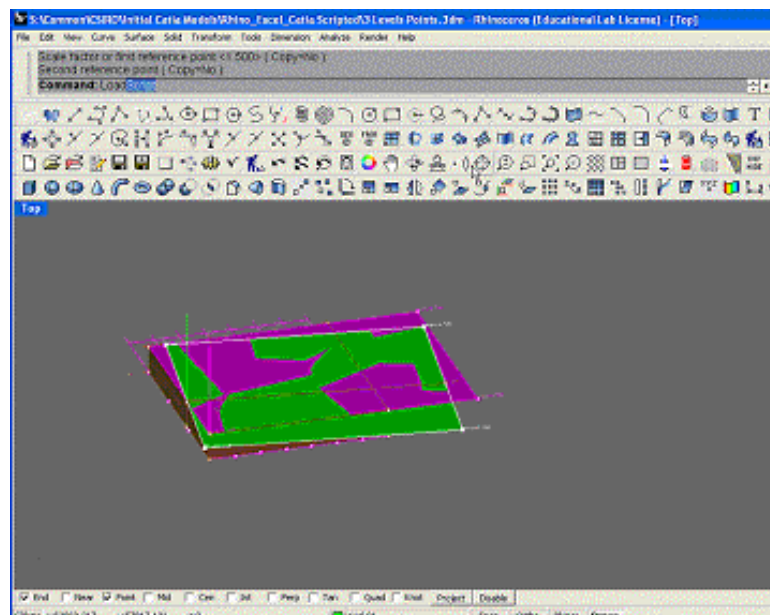 S:\Common\CSIRO\Initial Catia Models\Rhino_Excel_Catia Scripted\3 Levels Points.3dm - Rhinoceros (Educational Lab License) - [Top]
File Edit View Curve Surface Solid Transform Tools Dimension Analyze Render Help
Scale factor or first reference point <1.500> ( Copy=No )
Second reference point ( Copy=No )
Command: LoadScript
Top
End Near Point Mid Cen Int Perp Tan Quad Knot Project Disable